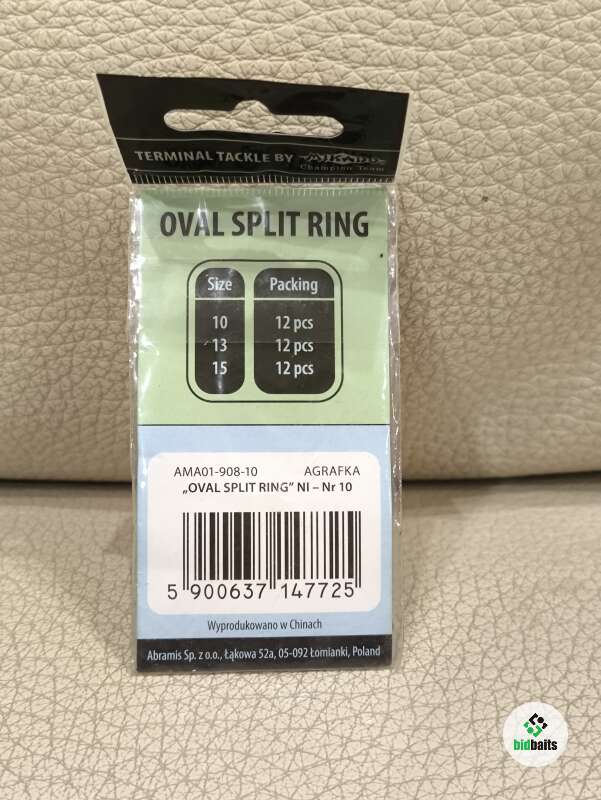 TERMINAL TACKLE BY MIKADO
Champion Team
OVAL SPLIT RING
Size Packing
10 12 pcs
13 12 pcs
15 12 pcs
AMA01-908-10 AGRAFKA
„OVAL SPLIT RING” NI – Nr 10
5 900637 147725
Wyprodukowano w Chinach
Abramis Sp. z o.o., Łąkowa 52a, 05-092 Łomianki, Poland
bidbaits